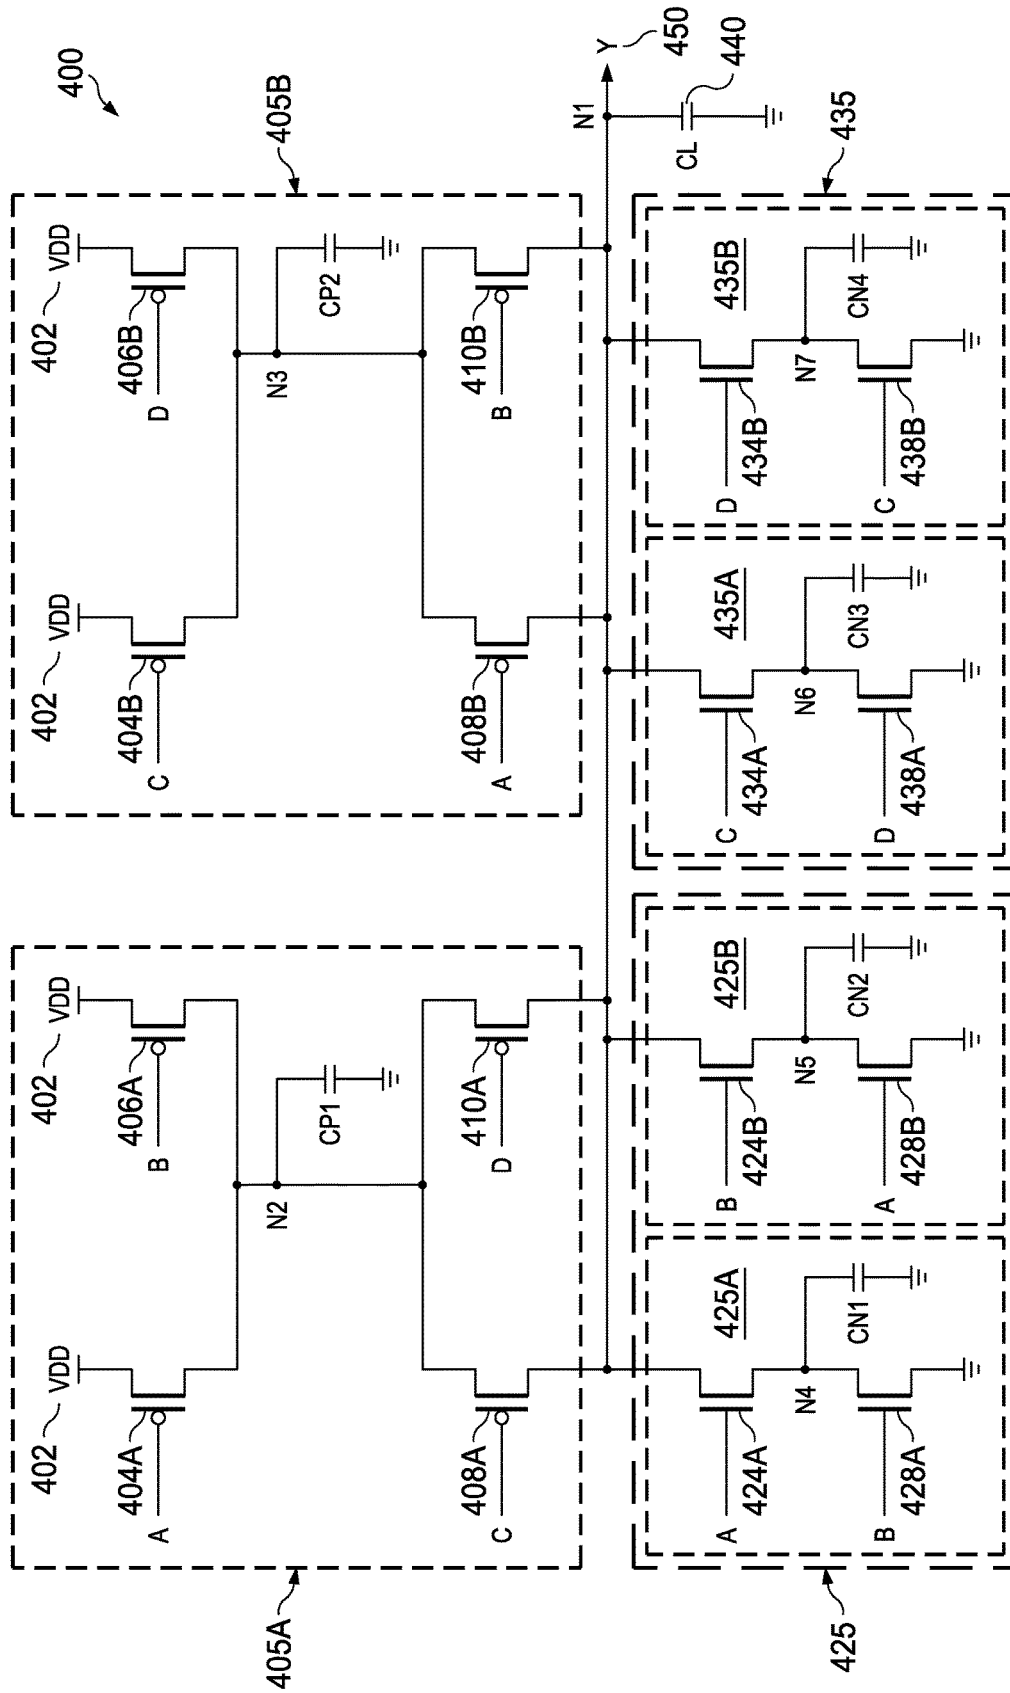 400
405A
405B
402
VDD
402
VDD
402
VDD
402
VDD
404A
A
406A
B
404B
C
406B
D
N2
CP1
N3
CP2
408A
C
410A
D
408B
A
410B
B
N1
Y
450
440
CL
425A
425B
435A
435B
A
424A
B
424B
C
434A
D
434B
N4
CN1
N5
CN2
N6
CN3
N7
CN4
B
428A
A
428B
D
438A
C
438B
425
435